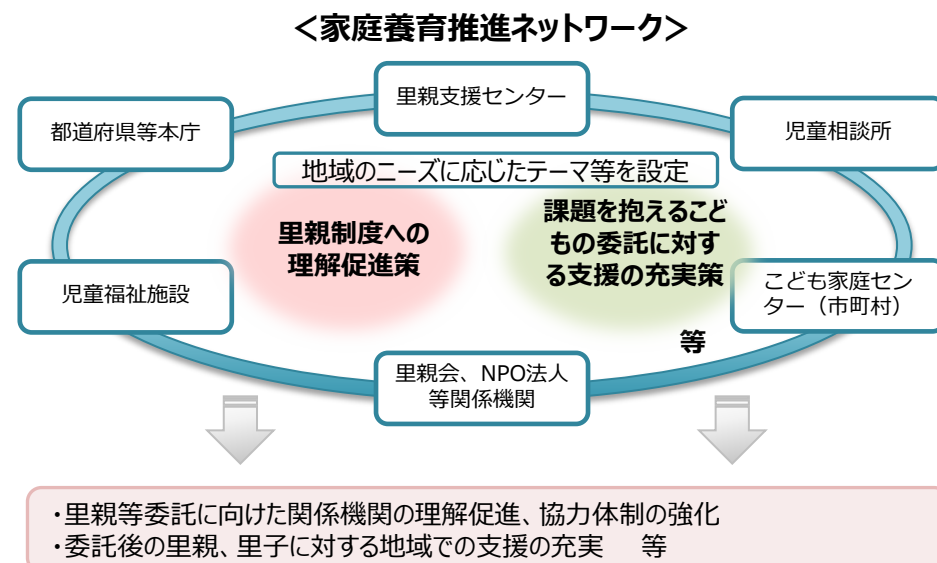 ＜家庭養育推進ネットワーク＞
里親支援センター
都道府県等本庁
児童相談所
地域のニーズに応じたテーマ等を設定
里親制度への
理解促進策
課題を抱えるこど
もの委託に対す
る支援の充実策
児童福祉施設
こども家庭セン
ター（市町村）
等
里親会、NPO法人
等関係機関
・里親等委託に向けた関係機関の理解促進、協力体制の強化
・委託後の里親、里子に対する地域での支援の充実　等